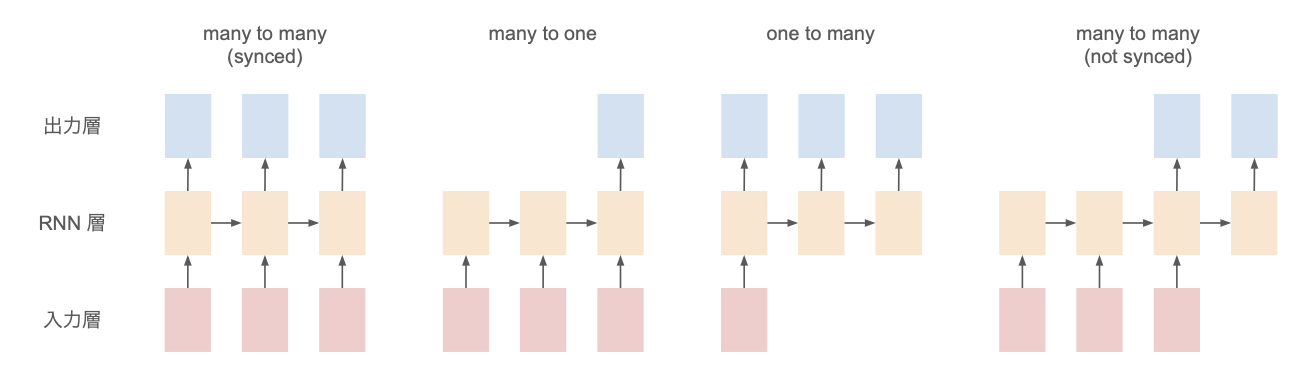 many to many
(synced)
many to one
one to many
many to many
(not synced)
出力層
RNN 層
入力層